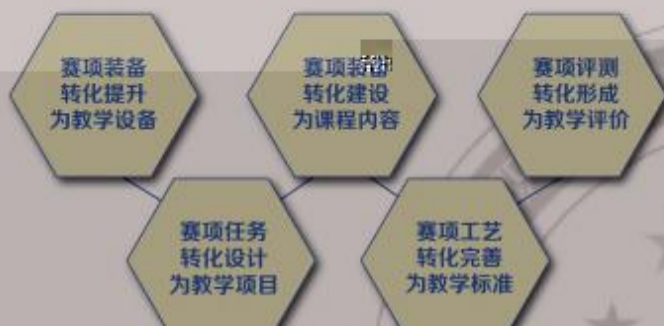 赛项装备
转化提升
为教学设备
赛项装
转化建设
为课程内容
赛项评测
转化形成
为教学评价
赛项任务
转化设计
为教学项目
赛项工艺
转化完善
为教学标准